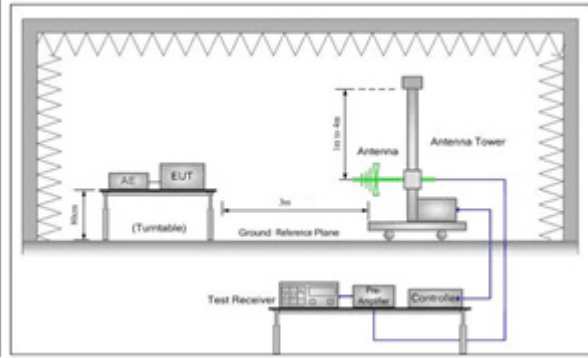 1m to 4m
Antenna
Antenna Tower
AE
EUT
80cm
(Turntable)
3m
Ground Reference Plane
Test Receiver
Pre-
Amplifier
Controller